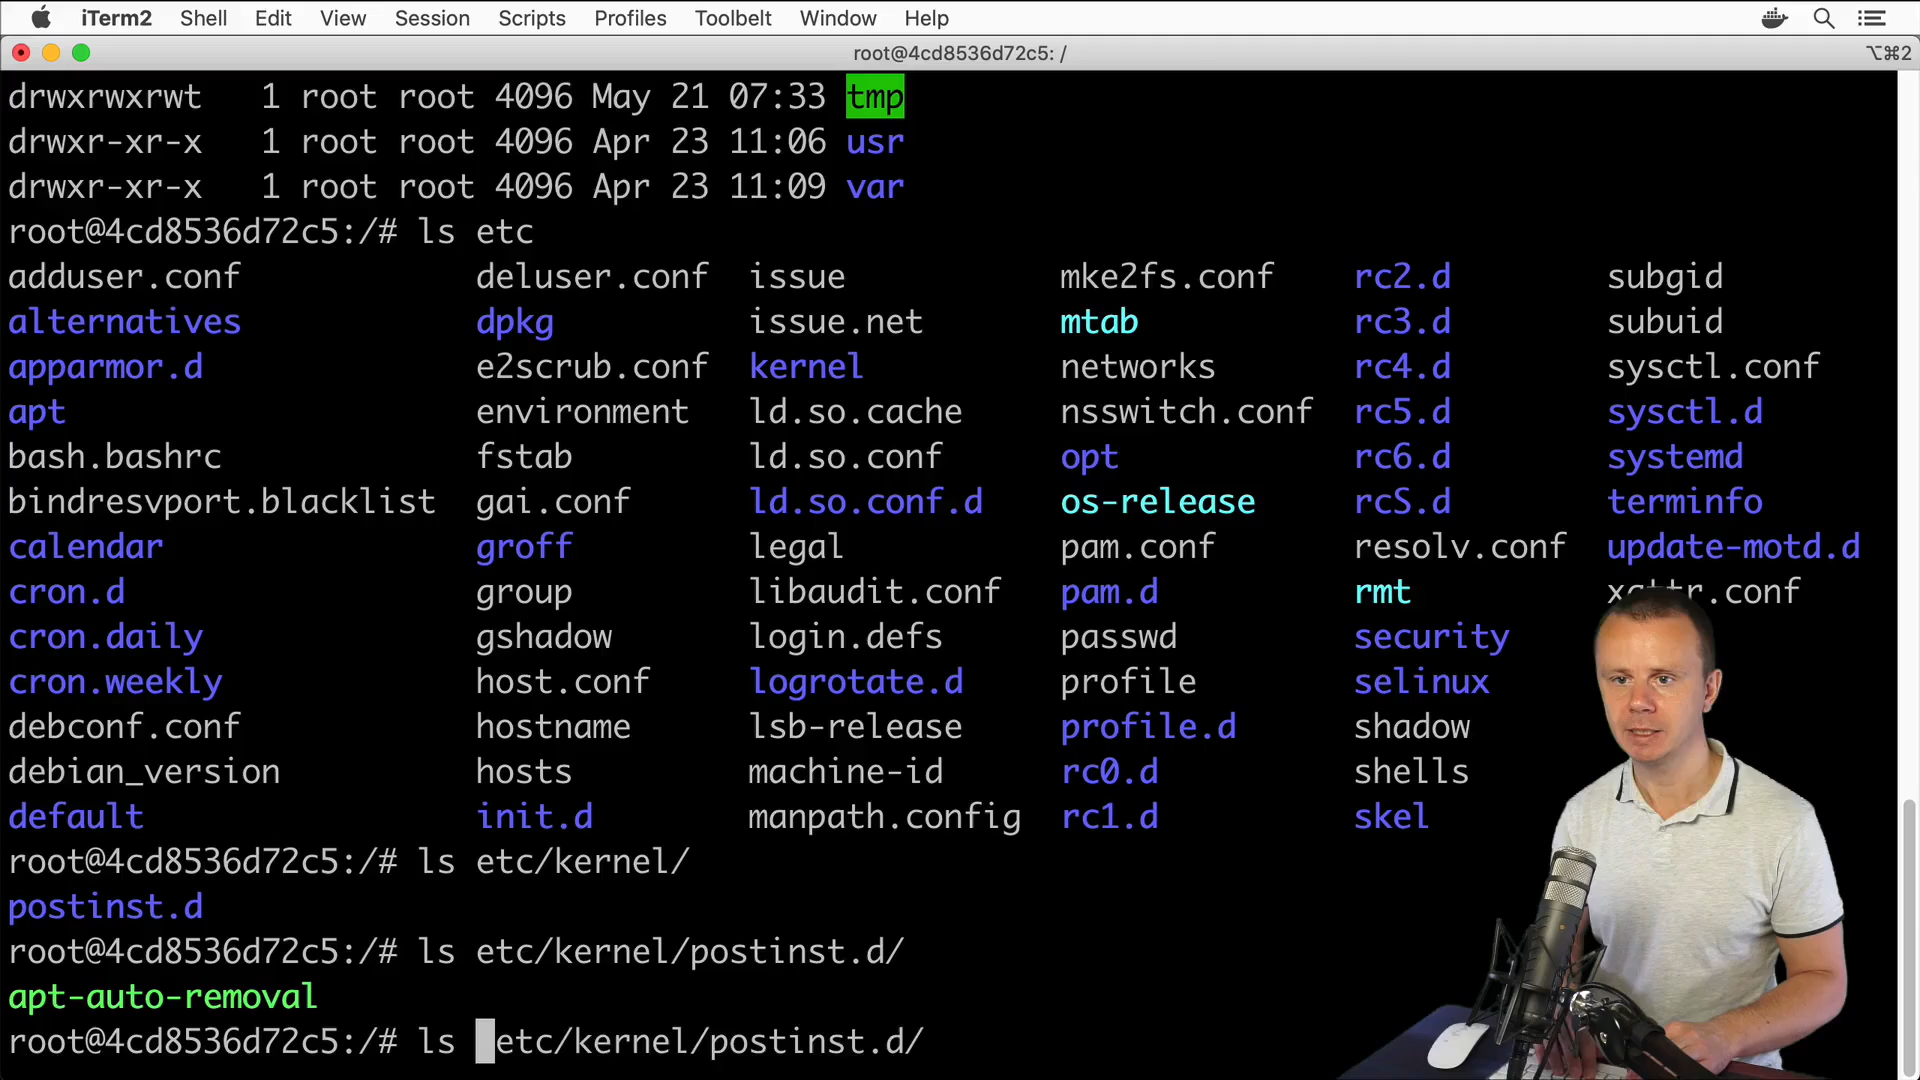 iTerm2 Shell Edit View Session Scripts Profiles Toolbelt Window Help
root@4cd8536d72c5: / ⌥⌘2
drwxrwxrwt 1 root root 4096 May 21 07:33 tmp
drwxr-xr-x 1 root root 4096 Apr 23 11:06 usr
drwxr-xr-x 1 root root 4096 Apr 23 11:09 var
root@4cd8536d72c5:/# ls etc
adduser.conf deluser.conf issue mke2fs.conf rc2.d subgid
alternatives dpkg issue.net mtab rc3.d subuid
apparmor.d e2scrub.conf kernel networks rc4.d sysctl.conf
apt environment ld.so.cache nsswitch.conf rc5.d sysctl.d
bash.bashrc fstab ld.so.conf opt rc6.d systemd
bindresvport.blacklist gai.conf ld.so.conf.d os-release rcS.d terminfo
calendar groff legal pam.conf resolv.conf update-motd.d
cron.d group libaudit.conf pam.d rmt xattr.conf
cron.daily gshadow login.defs passwd security
cron.weekly host.conf logrotate.d profile selinux
debconf.conf hostname lsb-release profile.d shadow
debian_version hosts machine-id rc0.d shells
default init.d manpath.config rc1.d skel
root@4cd8536d72c5:/# ls etc/kernel/
postinst.d
root@4cd8536d72c5:/# ls etc/kernel/postinst.d/
apt-auto-removal
root@4cd8536d72c5:/# ls etc/kernel/postinst.d/